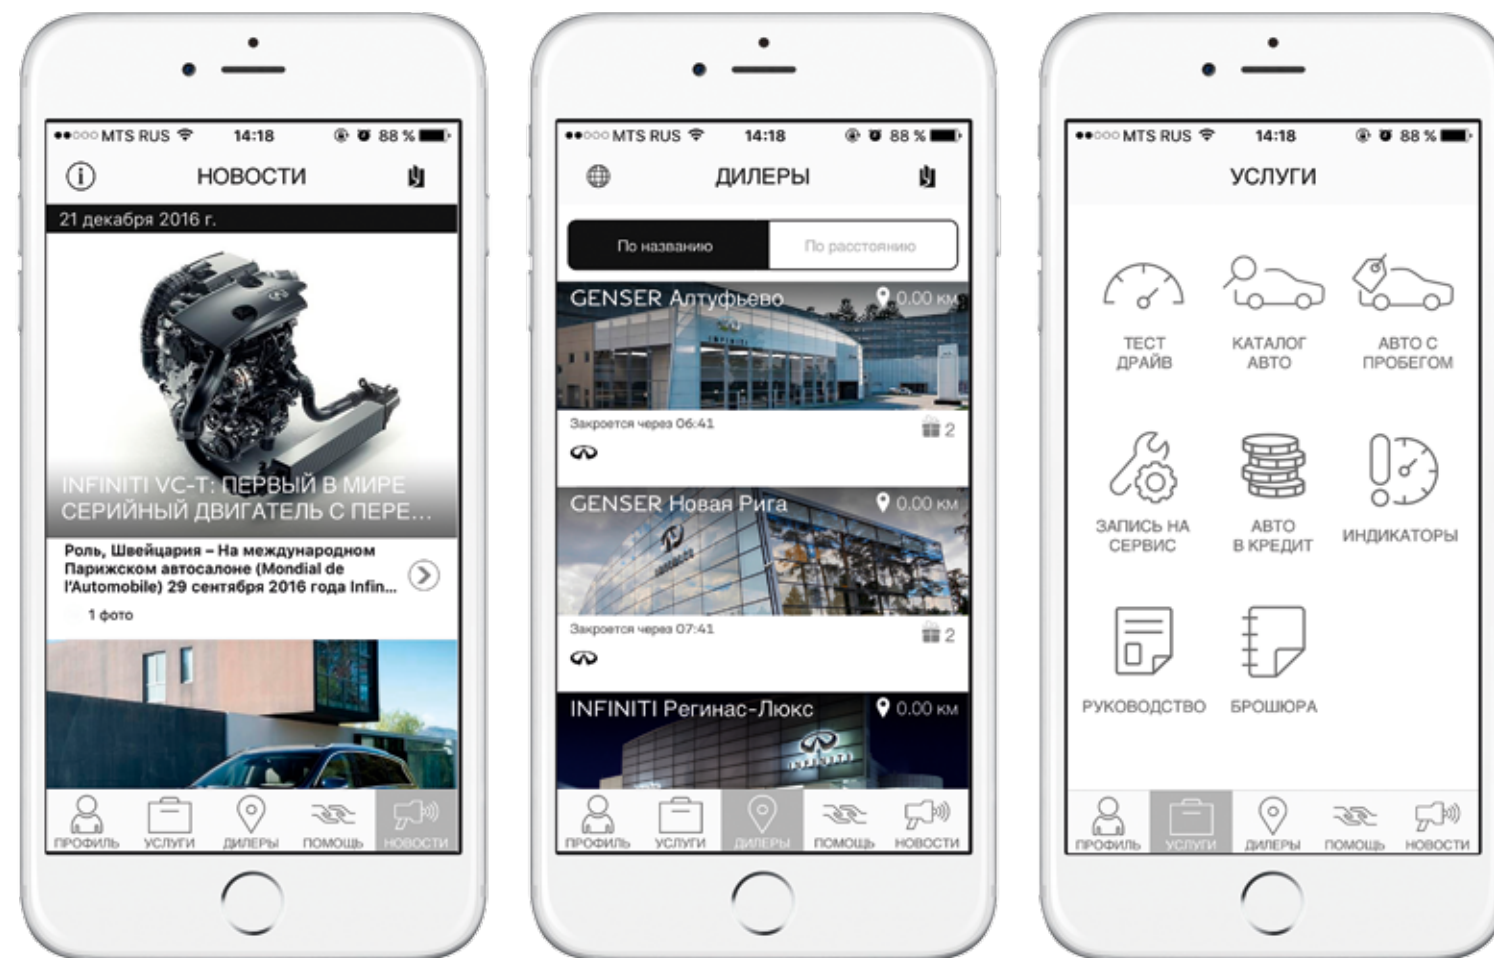 MTS RUS 14:18 88 %
НОВОСТИ
21 декабря 2016 г.
INFINITI VC-T: ПЕРВЫЙ В МИРЕ
СЕРИЙНЫЙ ДВИГАТЕЛЬ С ПЕРЕ...
Роль, Швейцария – На международном
Парижском автосалоне (Mondial de
l'Automobile) 29 сентября 2016 года Infin...
1 фото
ПРОФИЛЬ УСЛУГИ ДИЛЕРЫ ПОМОЩЬ НОВОСТИ
MTS RUS 14:18 88 %
ДИЛЕРЫ
По названию По расстоянию
GENSER Алтуфьево 0.00 км
INFINITI
Закроется через 06:41 2
GENSER Новая Рига 0.00 км
Закроется через 07:41 2
INFINITI Регинас-Люкс 0.00 км
INFINITI
ПРОФИЛЬ УСЛУГИ ДИЛЕРЫ ПОМОЩЬ НОВОСТИ
MTS RUS 14:18 88 %
УСЛУГИ
ТЕСТ
ДРАЙВ
КАТАЛОГ
АВТО
АВТО С
ПРОБЕГОМ
ЗАПИСЬ НА
СЕРВИС
АВТО
В КРЕДИТ
ИНДИКАТОРЫ
РУКОВОДСТВО
БРОШЮРА
ПРОФИЛЬ УСЛУГИ ДИЛЕРЫ ПОМОЩЬ НОВОСТИ